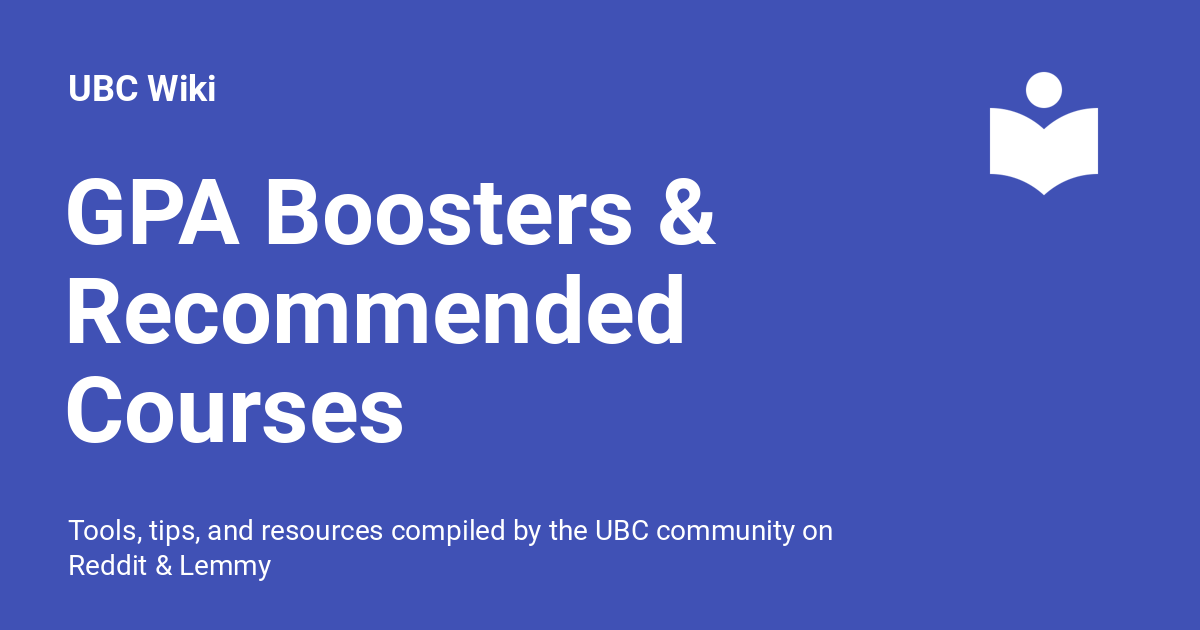 UBC Wiki
GPA Boosters &
Recommended
Courses
Tools, tips, and resources compiled by the UBC community on
Reddit & Lemmy